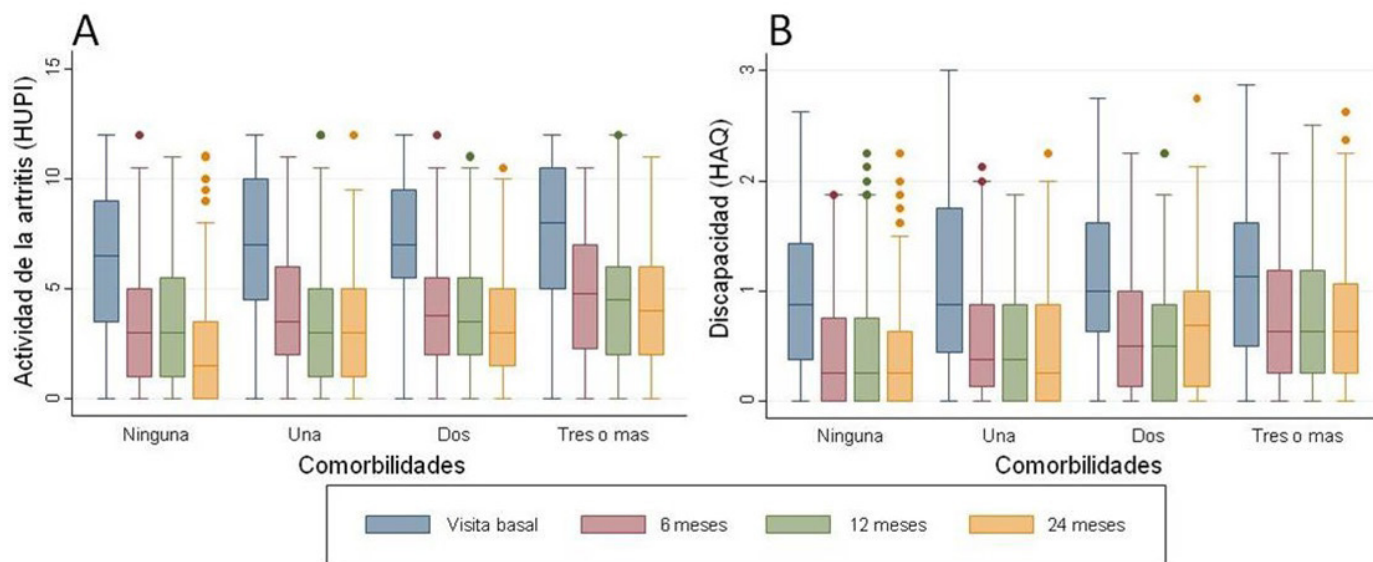 A
Actividad de la artritis (HUPI)
15
10
5
0
Ninguna Una Dos Tres o mas
Comorbilidades
B
Discapacidad (HAQ)
3
2
1
0
Ninguna Una Dos Tres o mas
Comorbilidades
Visita basal 6 meses 12 meses 24 meses